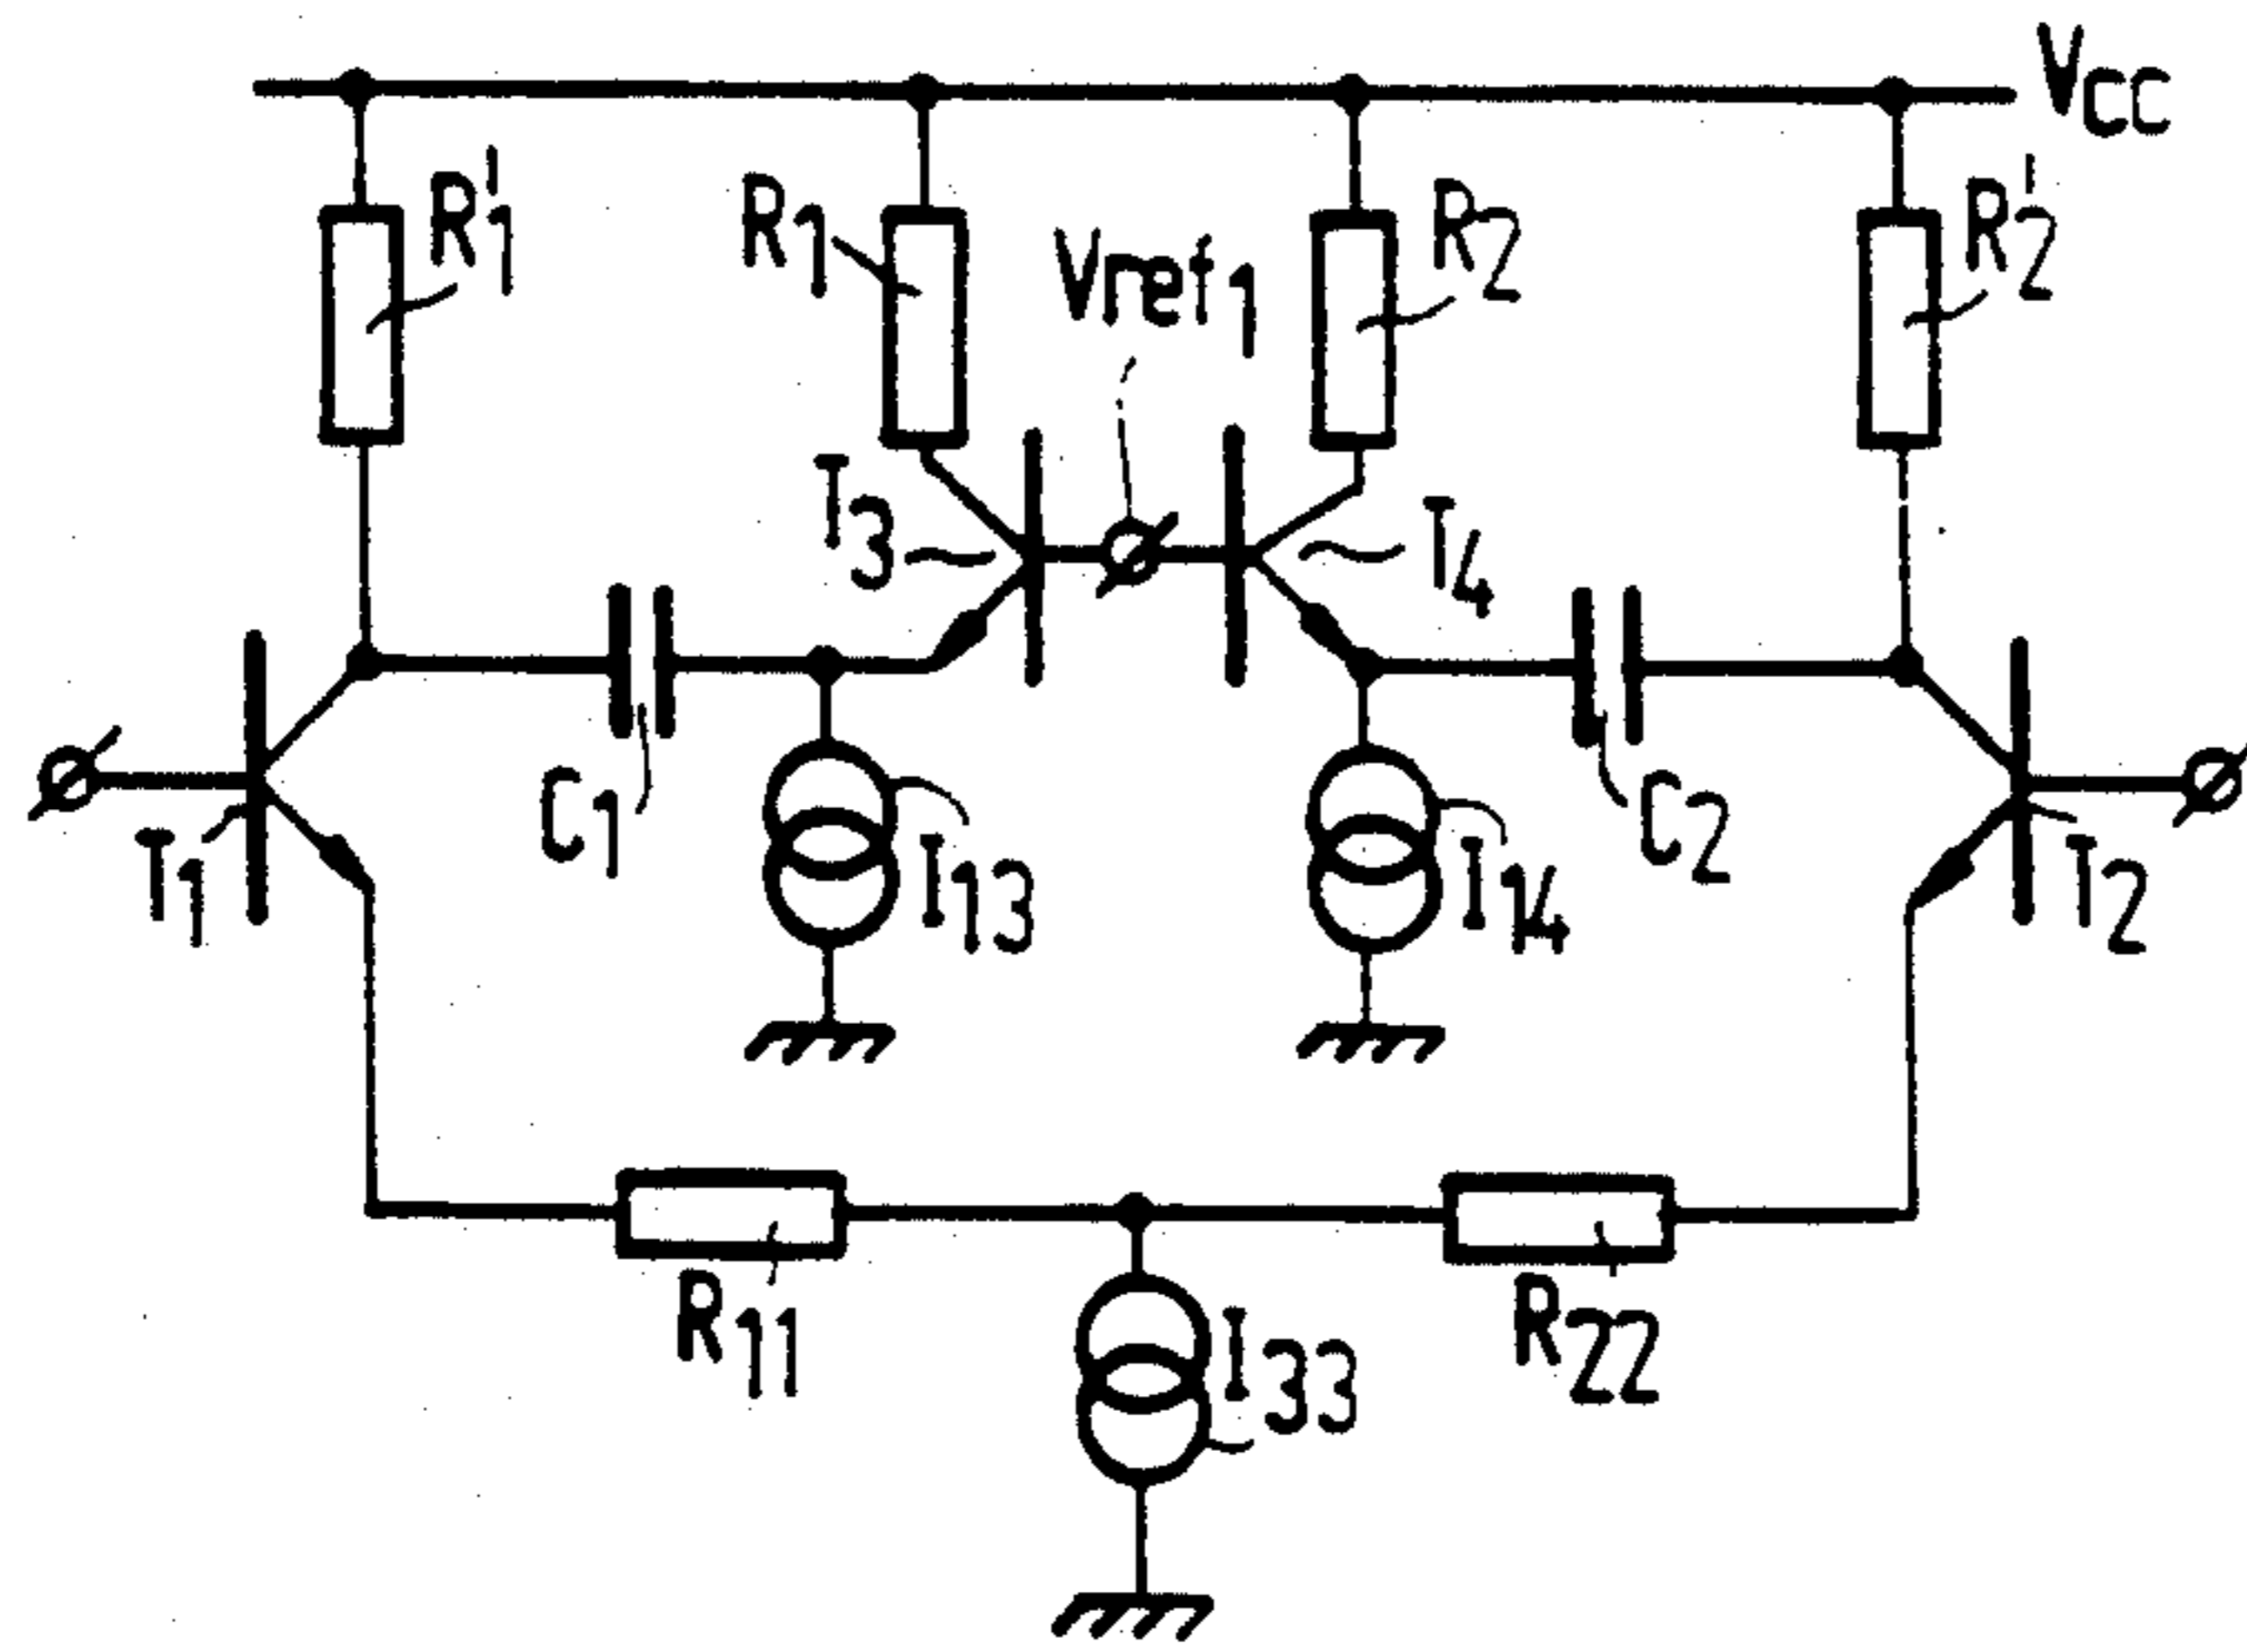 VCC
R'1
R1
Vref1
R2
R'2
T3
T4
T1
C1
I13
I14
C2
T2
R11
I33
R22